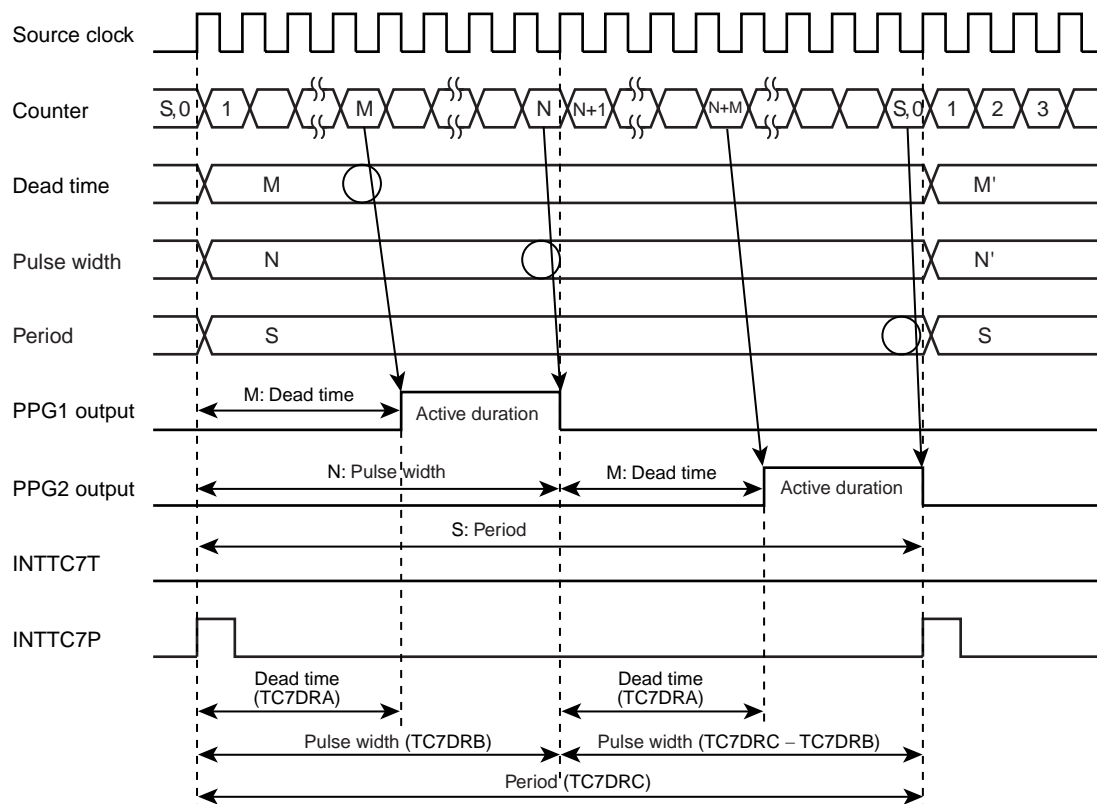 Source clock
Counter S,0 1 M N N+1 N+M S,0 1 2 3
Dead time M M'
Pulse width N N'
Period S S
PPG1 output M: Dead time Active duration
PPG2 output N: Pulse width M: Dead time Active duration
S: Period
INTTC7T
INTTC7P
Dead time Dead time
(TC7DRA) (TC7DRA)
Pulse width (TC7DRB) Pulse width (TC7DRC – TC7DRB)
Period (TC7DRC)